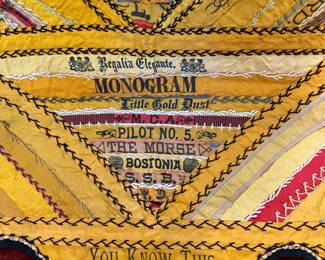 Regalia Elegante.
MONOGRAM
Little Gold Dust
M.C.A.
PILOT NO. 5.
THE MORSE
BOSTONIA
S.S.B.
YOU KNOW THIS